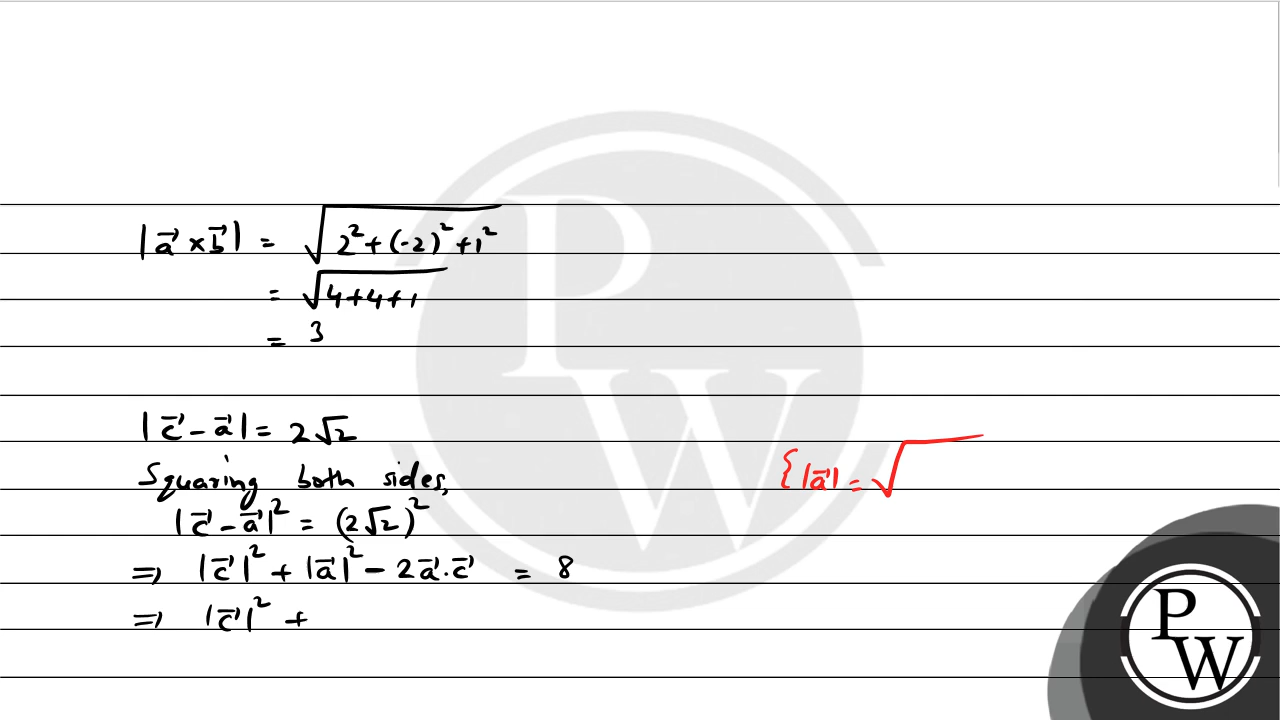 |a⃗ × b⃗| = √(2² + (-2)² + 1²)
= √(4+4+1)
= 3
|c⃗ - a⃗| = 2√2
Squaring both sides,
{|a⃗| = √
|c⃗ - a⃗|² = (2√2)²
⇒ |c⃗|² + |a⃗|² - 2a⃗·c⃗ = 8
⇒ |c⃗|² +
P
W
P
W